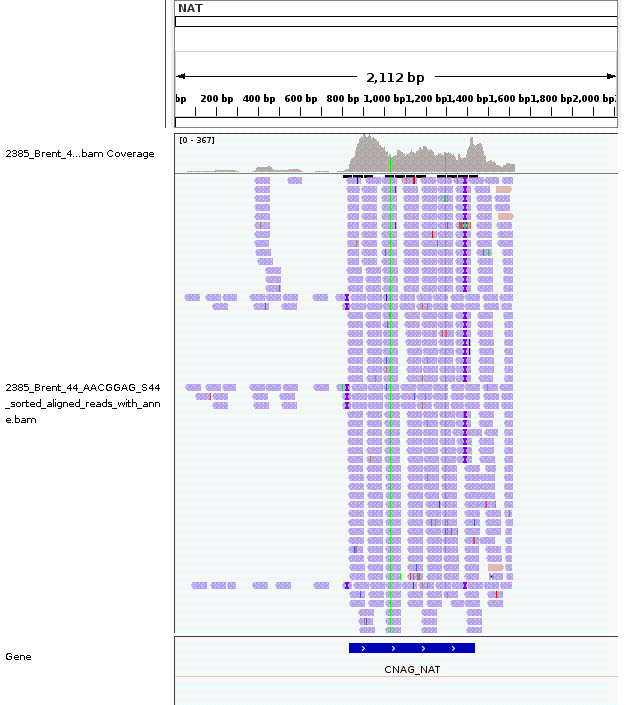 NAT
2,112 bp
bp 200 bp 400 bp 600 bp 800 bp 1,000 bp 1,200 bp 1,400 bp 1,600 bp 1,800 bp 2,000 bp
[0 - 367]
2385_Brent_4...bam Coverage
2385_Brent_44_AACGGAG_S44
_sorted_aligned_reads_with_ann
e.bam
Gene
CNAG_NAT